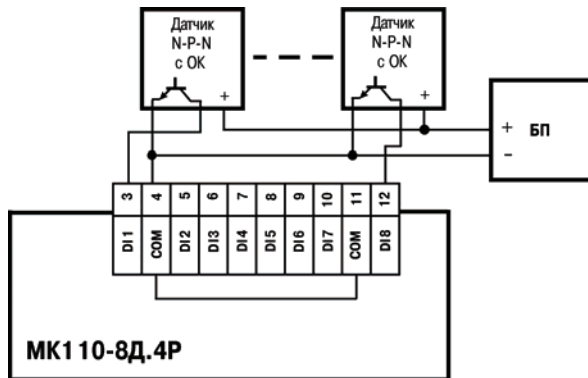 Датчик
N-P-N
с ОК
+
Датчик
N-P-N
с ОК
+
+ БП
-
3 4 5 6 7 8 9 10 11 12
DI1 COM DI2 DI3 DI4 DI5 DI6 DI7 COM DI8
МК110-8Д.4Р